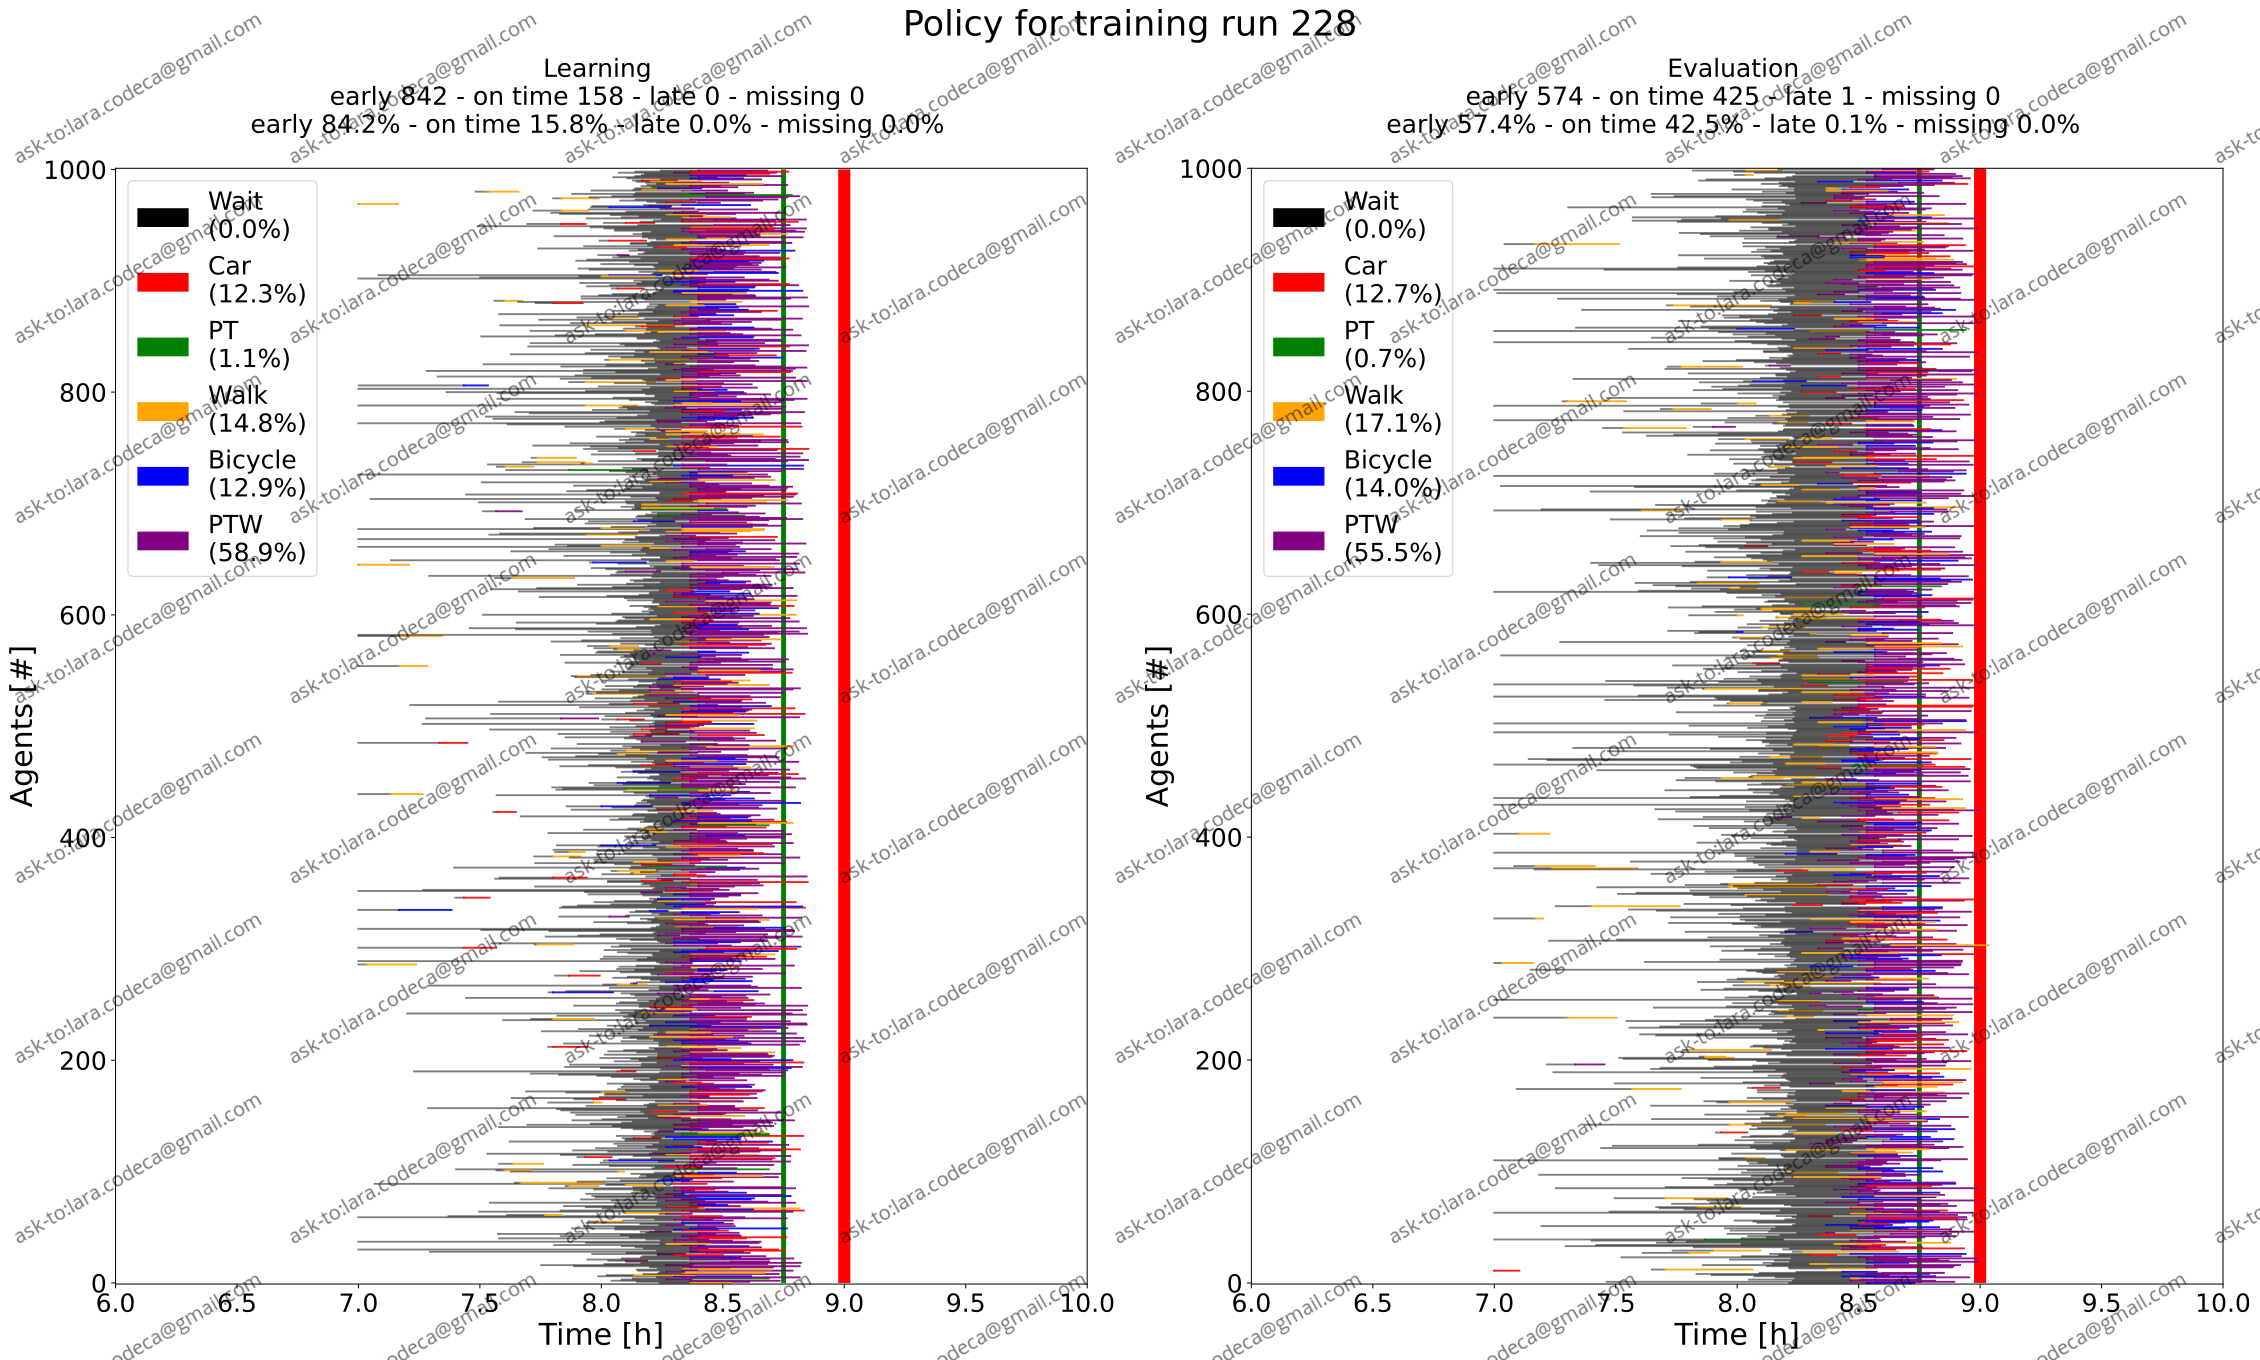 Policy for training run 228
Learning
early 842 - on time 158 - late 0 - missing 0
early 84.2% - on time 15.8% - late 0.0% - missing 0.0%
Wait
(0.0%)
Car
(12.3%)
PT
(1.1%)
Walk
(14.8%)
Bicycle
(12.9%)
PTW
(58.9%)
Agents [#]
1000
800
600
400
200
0
6.0 6.5 7.0 7.5 8.0 8.5 9.0 9.5 10.0
Time [h]
Evaluation
early 574 - on time 425 - late 1 - missing 0
early 57.4% - on time 42.5% - late 0.1% - missing 0.0%
Wait
(0.0%)
Car
(12.7%)
PT
(0.7%)
Walk
(17.1%)
Bicycle
(14.0%)
PTW
(55.5%)
Agents [#]
1000
800
600
400
200
0
6.0 6.5 7.0 7.5 8.0 8.5 9.0 9.5 10.0
Time [h]
ask-to:lara.codeca@gmail.com